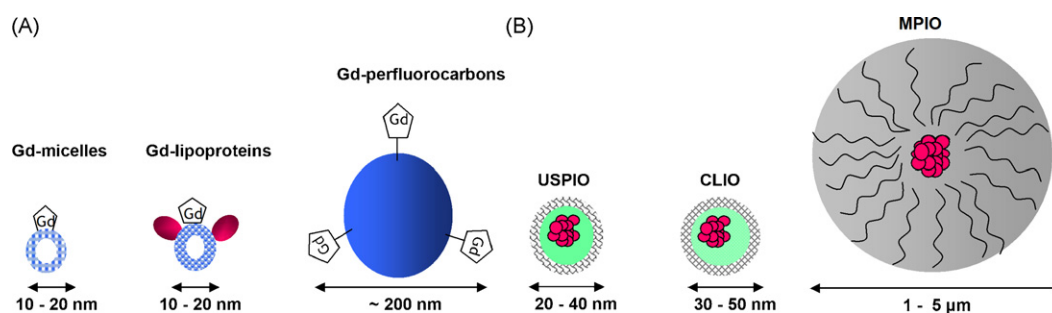 (A)
(B)
MPIO
Gd-perfluorocarbons
Gd
Gd-micelles
Gd-lipoproteins
Gd
Gd
USPIO
CLIO
Gd
Gd
10 - 20 nm
10 - 20 nm
~ 200 nm
20 - 40 nm
30 - 50 nm
1 - 5 µm